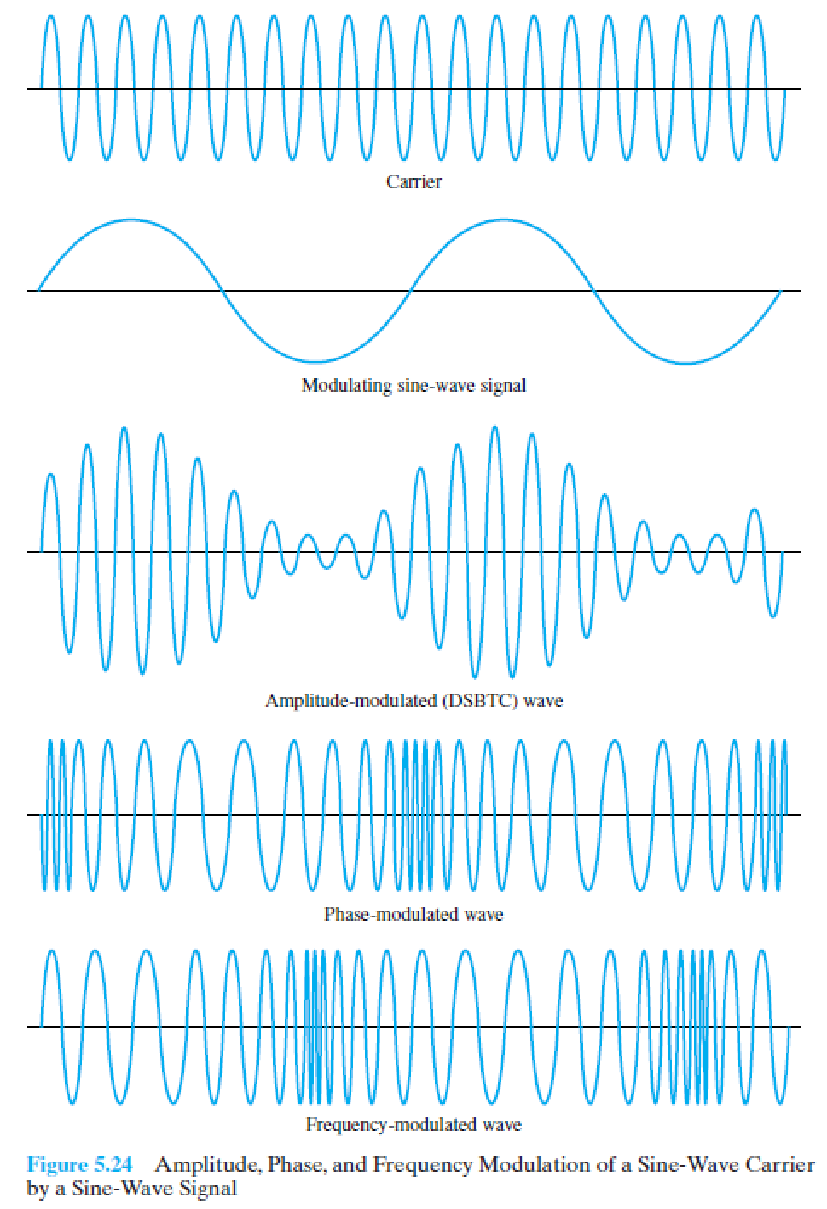 Carrier
Modulating sine-wave signal
Amplitude-modulated (DSBTC) wave
Phase-modulated wave
Frequency-modulated wave
Figure 5.24 Amplitude, Phase, and Frequency Modulation of a Sine-Wave Carrier
by a Sine-Wave Signal